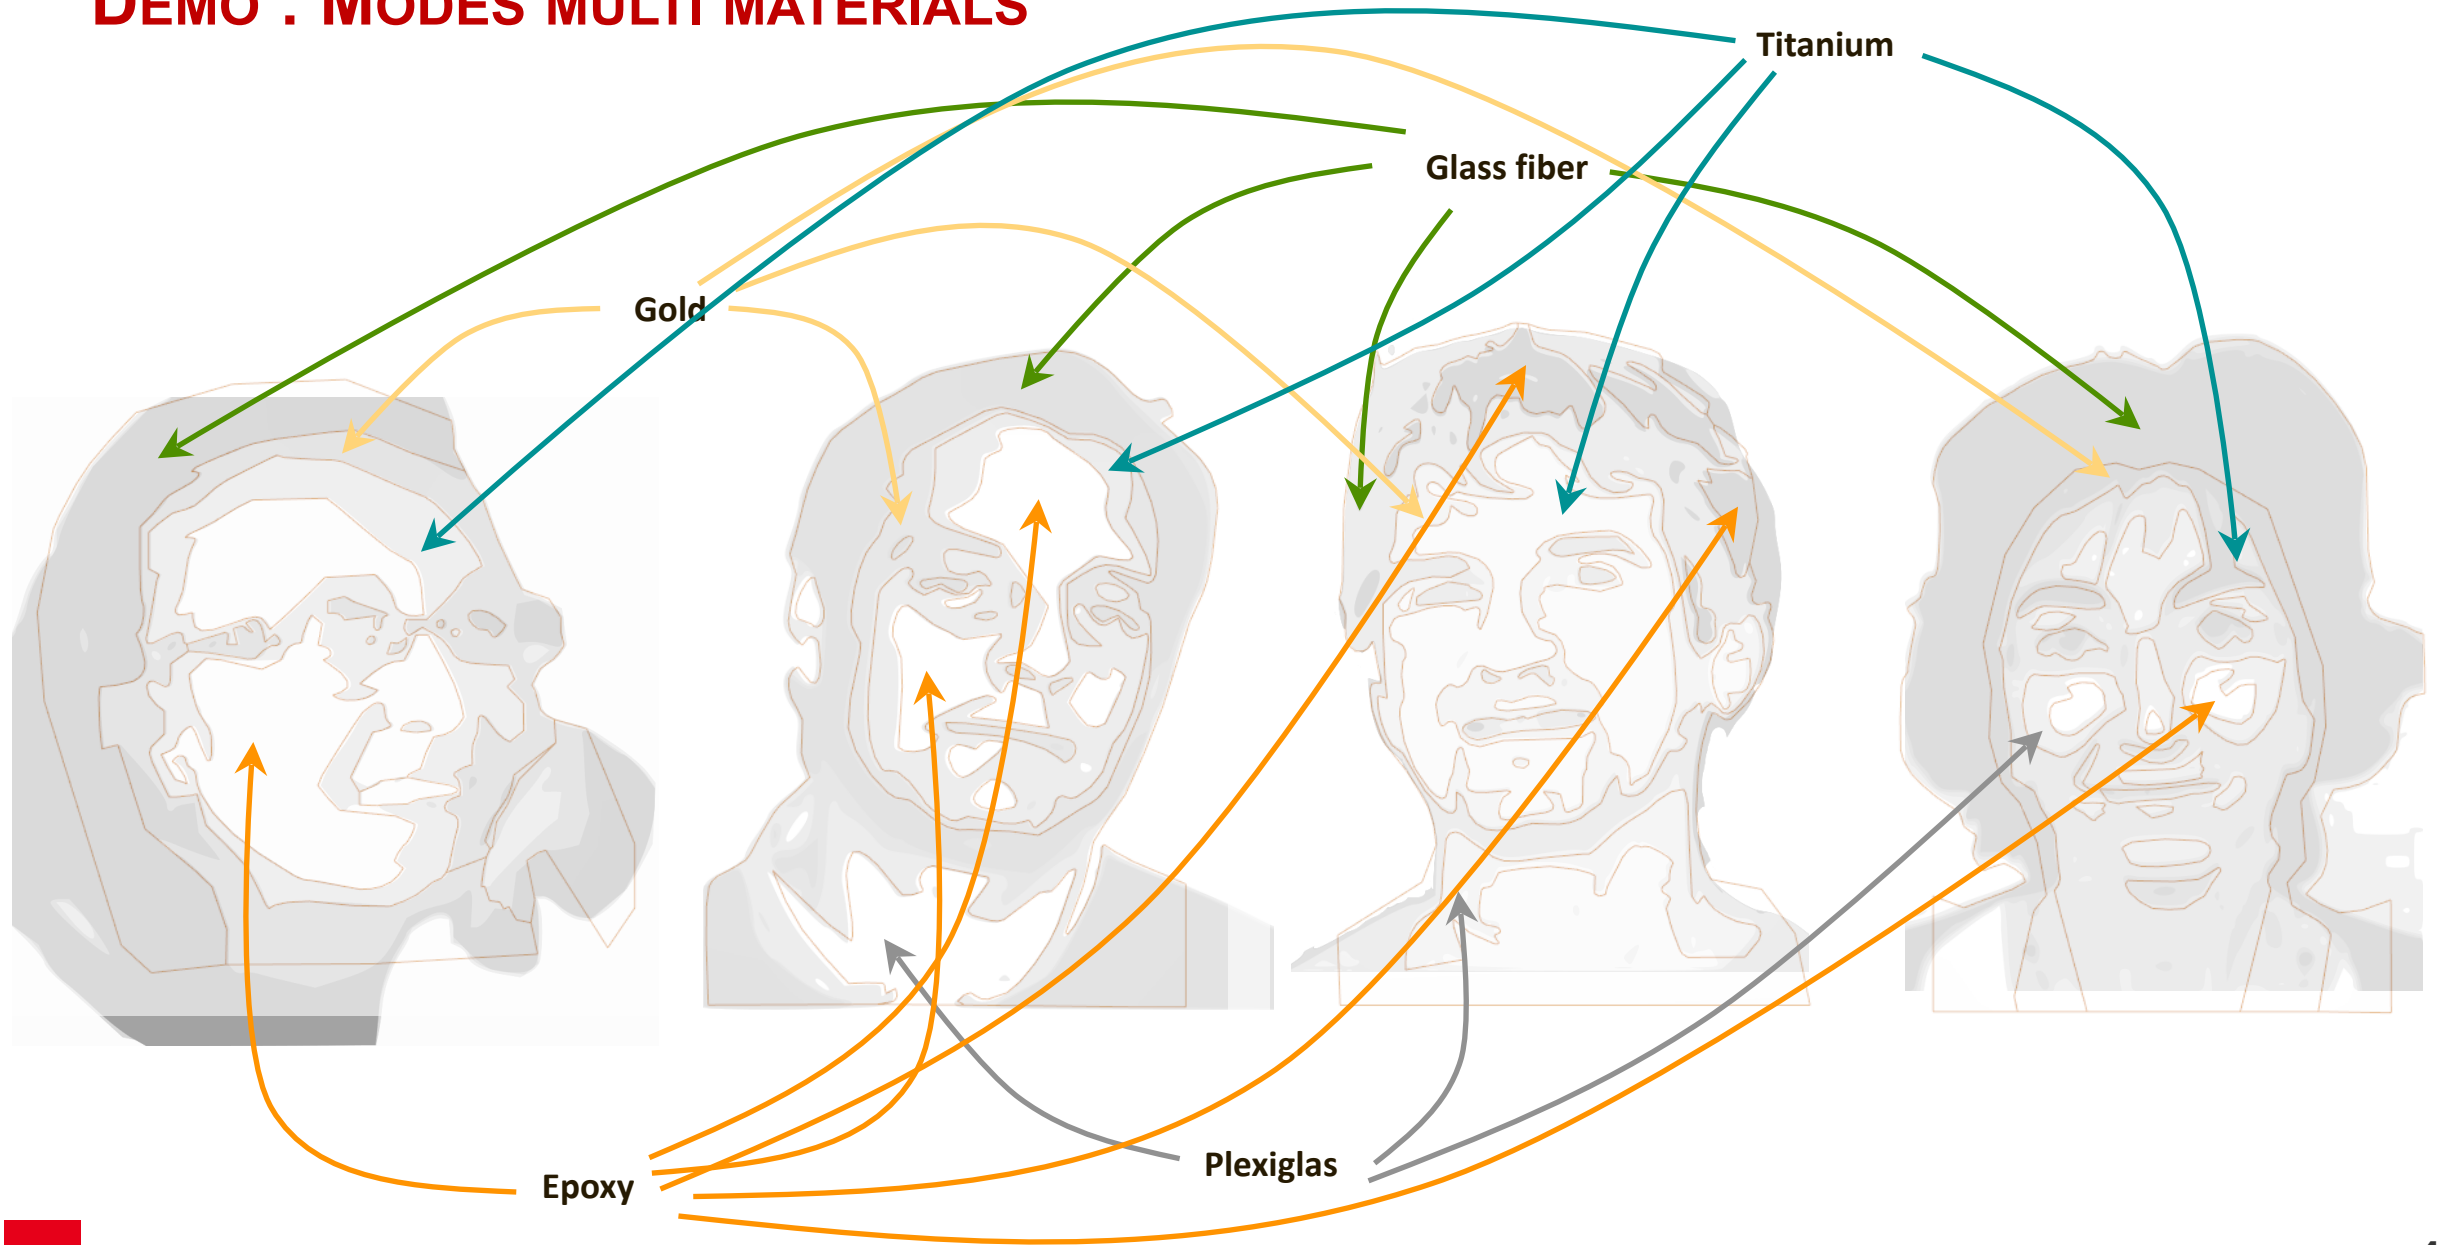 DEMO : MODES MULTI MATERIALS
Titanium
Glass fiber
Gold
Plexiglas
Epoxy